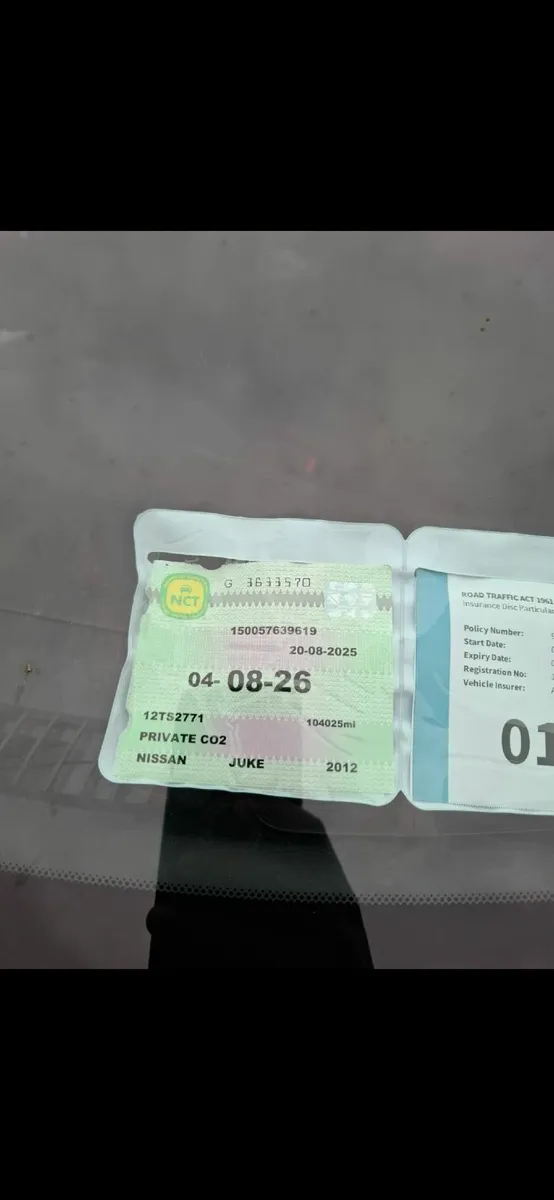 NCT
G 3633570
150057639619
20-08-2025
04-08-26
12TS2771
104025mi
PRIVATE CO2
NISSAN JUKE 2012
ROAD TRAFFIC ACT 1961
Insurance Disc
Policy Number:
Start Date:
Expiry Date:
Registration No:
Vehicle Insurer:
01